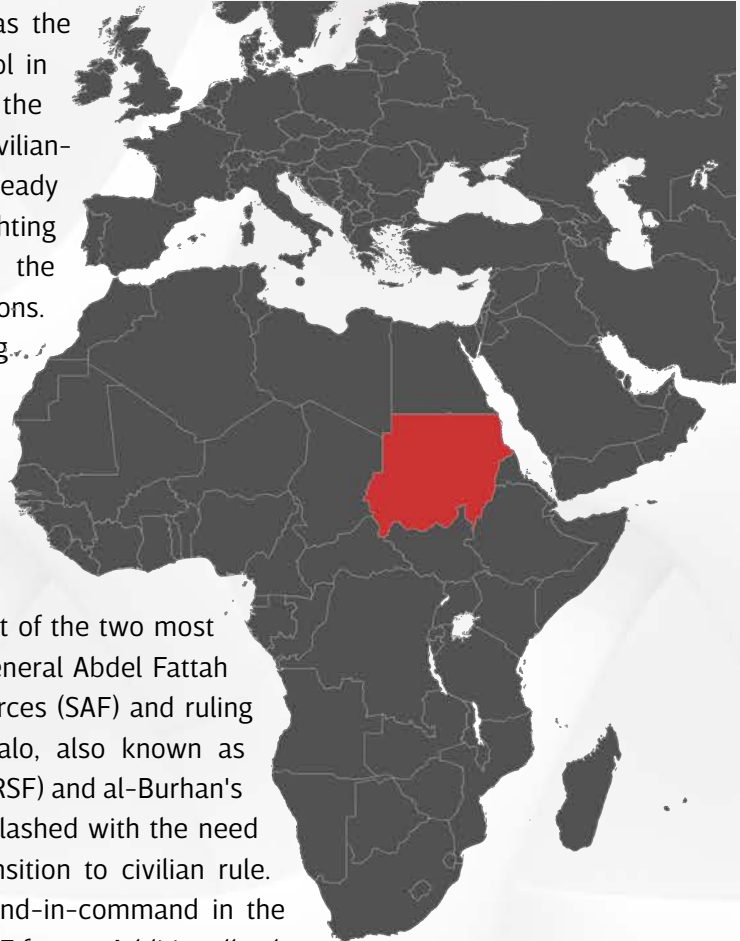 as the
ol in
the
vilian-
eady
hting
the
ons.
g
t of the two most
eneral Abdel Fattah
rces (SAF) and ruling
alo, also known as
RSF) and al-Burhan's
lashed with the need
nsition to civilian rule.
nd-in-command in the